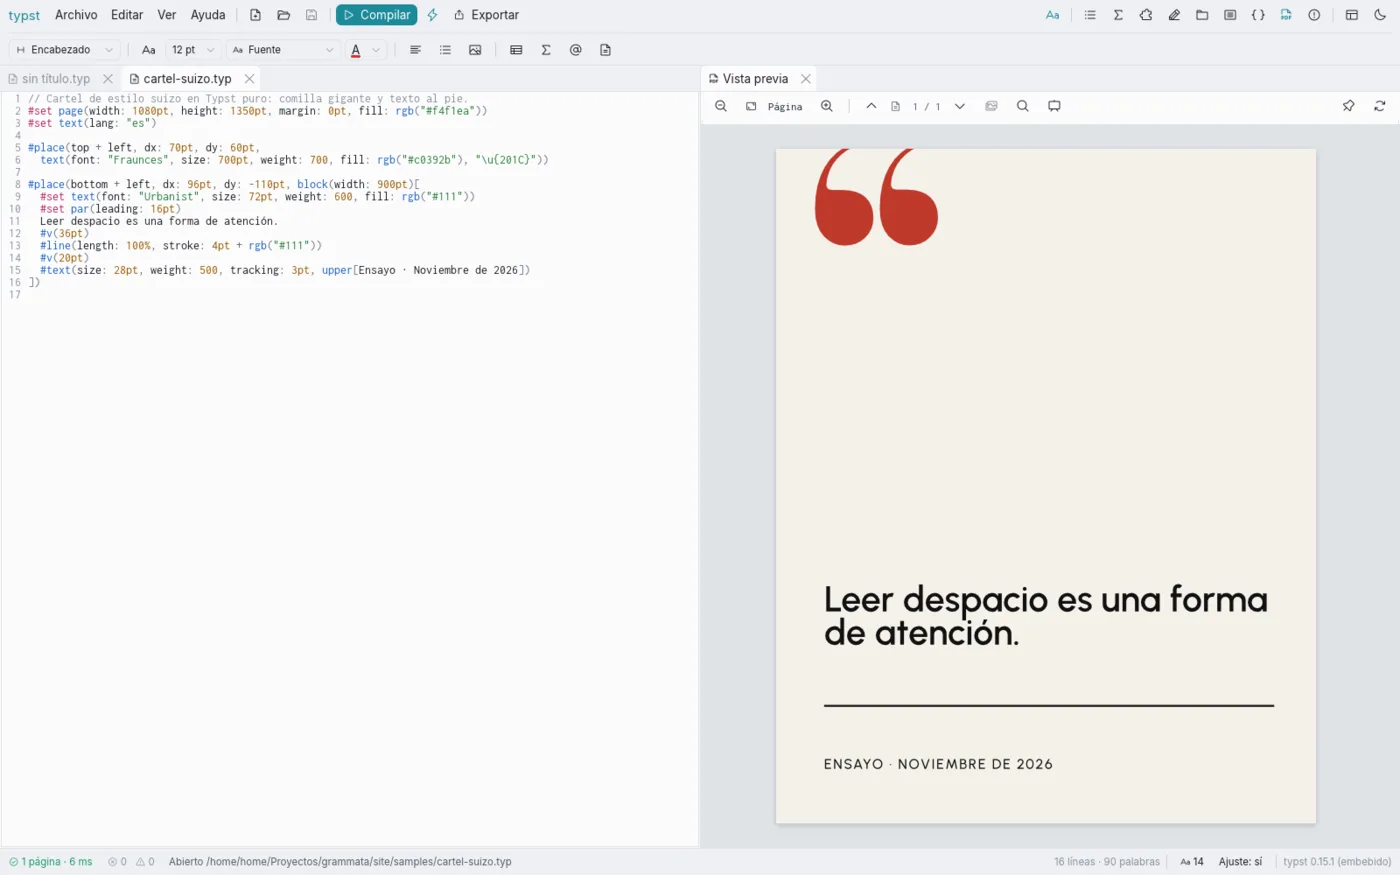 typst Archivo Editar Ver Ayuda Compilar Exportar Aa
H Encabezado Aa 12 pt Aa Fuente A
sin título.typ cartel-suizo.typ Vista previa
Página 1 / 1
1 // Cartel de estilo suizo en Typst puro: comilla gigante y texto al pie.
2 #set page(width: 1080pt, height: 1350pt, margin: 0pt, fill: rgb("#f4f1ea"))
3 #set text(lang: "es")
4
5 #place(top + left, dx: 70pt, dy: 60pt,
6 text(font: "Fraunces", size: 700pt, weight: 700, fill: rgb("#c0392b"), "\u{201C}"))
7
8 #place(bottom + left, dx: 96pt, dy: -110pt, block(width: 900pt)[
9 #set text(font: "Urbanist", size: 72pt, weight: 600, fill: rgb("#111"))
10 #set par(leading: 16pt)
11 Leer despacio es una forma de atención.
12 #v(36pt)
13 #line(length: 100%, stroke: 4pt + rgb("#111"))
14 #v(20pt)
15 #text(size: 28pt, weight: 500, tracking: 3pt, upper[Ensayo · Noviembre de 2026])
16 ])
17
“
Leer despacio es una forma
de atención.
ENSAYO · NOVIEMBRE DE 2026
1 página · 6 ms 0 0 Abierto /home/home/Proyectos/grammata/site/samples/cartel-suizo.typ 16 líneas · 90 palabras Aa 14 Ajuste: sí typst 0.15.1 (embebido)